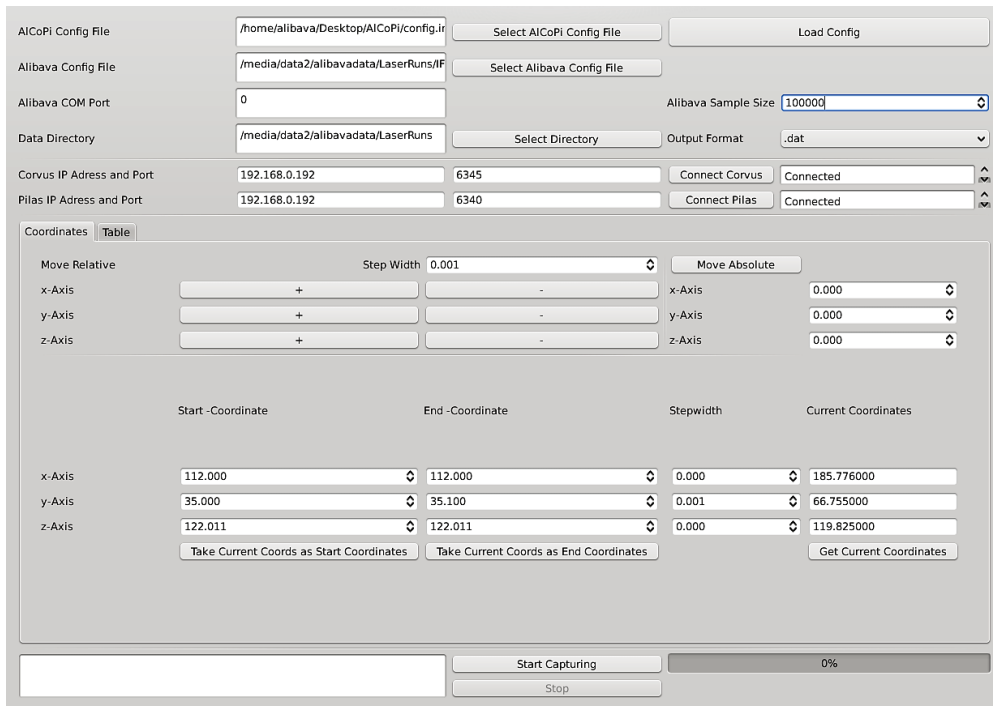 AlCoPi Config File /home/alibava/Desktop/AlCoPi/config.ir Select AlCoPi Config File Load Config
Alibava Config File /media/data2/alibavadata/LaserRuns/IF Select Alibava Config File
Alibava COM Port 0 Alibava Sample Size 100000
Data Directory /media/data2/alibavadata/LaserRuns Select Directory Output Format .dat
Corvus IP Adress and Port 192.168.0.192 6345 Connect Corvus Connected
Pilas IP Adress and Port 192.168.0.192 6340 Connect Pilas Connected
Coordinates Table
Move Relative Step Width 0.001 Move Absolute
x-Axis + - x-Axis 0.000
y-Axis + - y-Axis 0.000
z-Axis + - z-Axis 0.000
Start -Coordinate End -Coordinate Stepwidth Current Coordinates
x-Axis 112.000 112.000 0.000 185.776000
y-Axis 35.000 35.100 0.001 66.755000
z-Axis 122.011 122.011 0.000 119.825000
Take Current Coords as Start Coordinates Take Current Coords as End Coordinates Get Current Coordinates
Start Capturing 0%
Stop